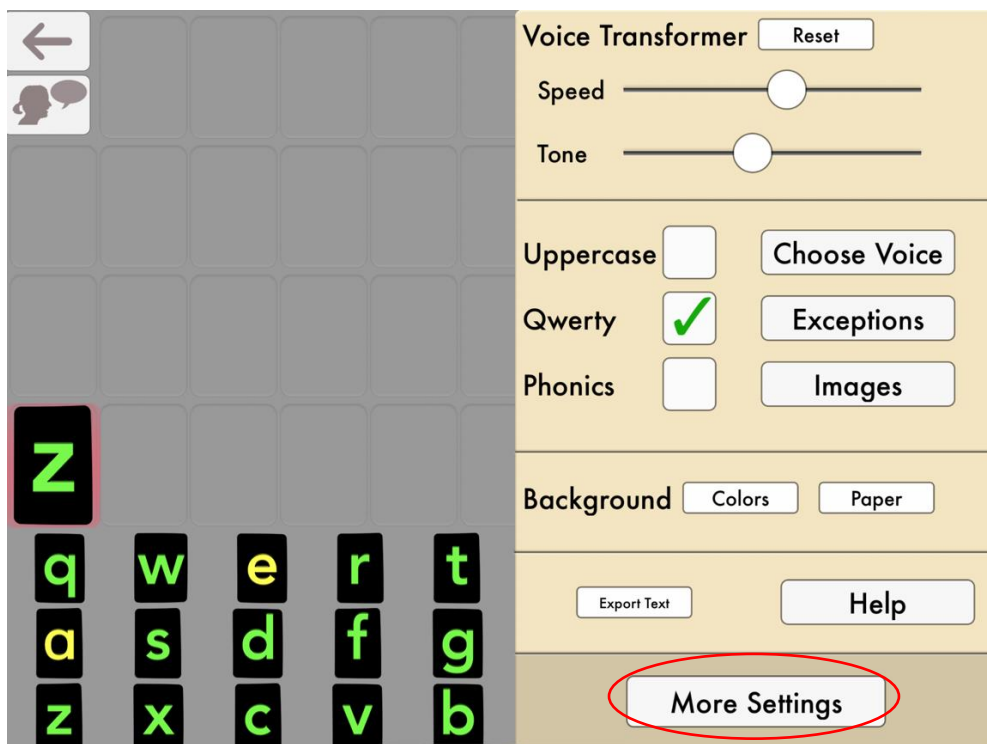 Voice Transformer Reset
Speed
Tone
Uppercase Choose Voice
Qwerty Exceptions
Phonics Images
Background Colors Paper
Export Text Help
More Settings
z
q w e r t
a s d f g
z x c v b